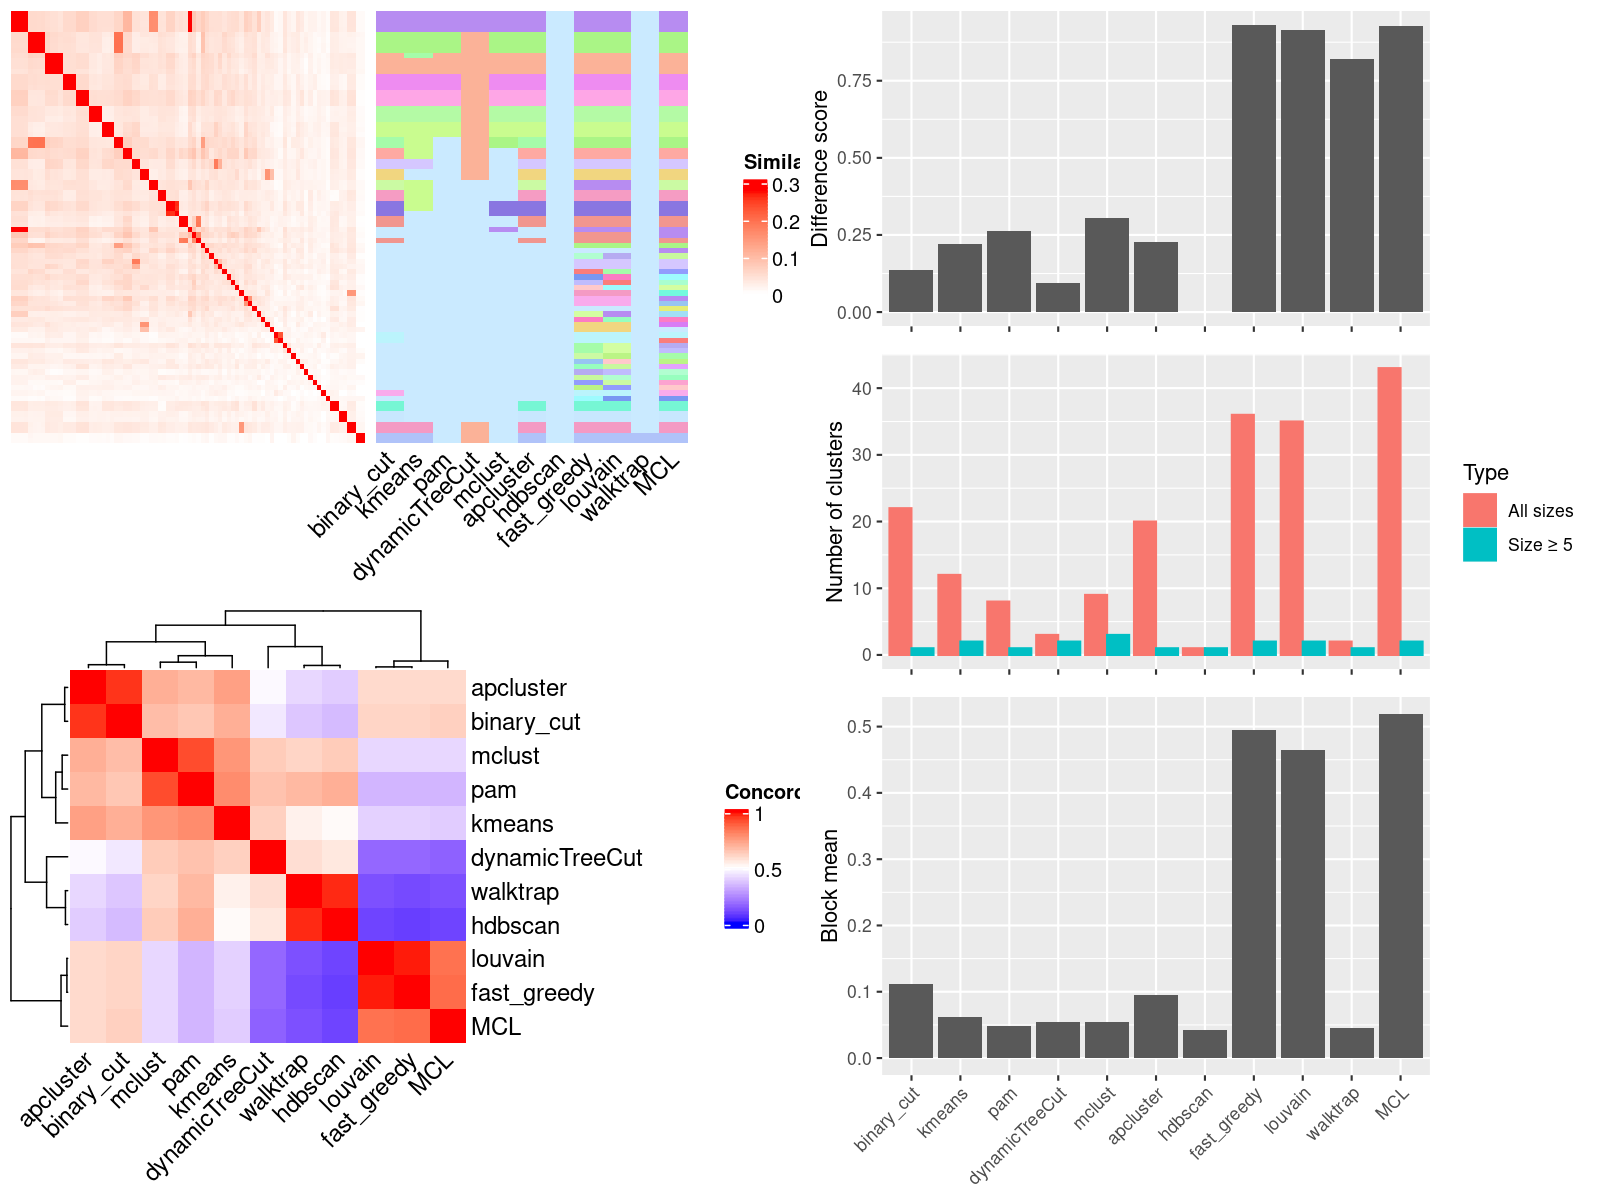 Simila
0.3
0.2
0.1
0
binary_cut
kmeans
pam
dynamicTreeCut
mclust
apcluster
hdbscan
fast_greedy
louvain
walktrap
MCL
apcluster
binary_cut
mclust
pam
kmeans
dynamicTreeCut
walktrap
hdbscan
louvain
fast_greedy
MCL
apcluster
binary_cut
mclust
pam
kmeans
dynamicTreeCut
walktrap
hdbscan
louvain
fast_greedy
MCL
Concord
1
0.5
0
Difference score
0.75
0.50
0.25
0.00
Number of clusters
40
30
20
10
0
Type
All sizes
Size ≥ 5
Block mean
0.5
0.4
0.3
0.2
0.1
0.0
binary_cut
kmeans
pam
dynamicTreeCut
mclust
apcluster
hdbscan
fast_greedy
louvain
walktrap
MCL